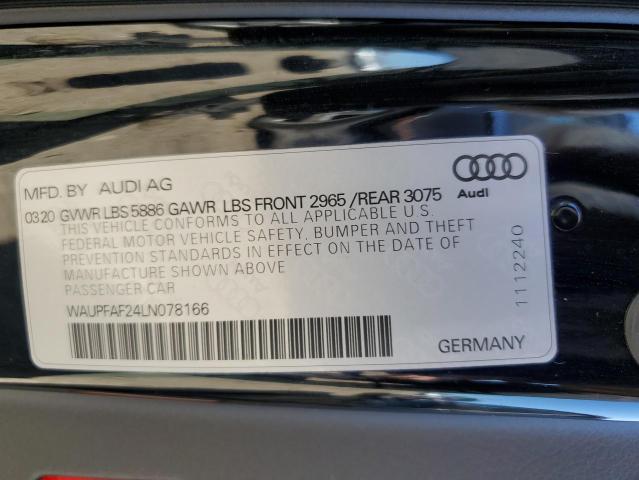 MFD. BY AUDI AG
Audi
03 20 GVWR LBS 5886 GAWR LBS FRONT 2965 /REAR 3075
THIS VEHICLE CONFORMS TO ALL APPLICABLE U.S.
FEDERAL MOTOR VEHICLE SAFETY, BUMPER AND THEFT
PREVENTION STANDARDS IN EFFECT ON THE DATE OF
MANUFACTURE SHOWN ABOVE
PASSENGER CAR
WAUPFAF24LN078166
GERMANY
1112240